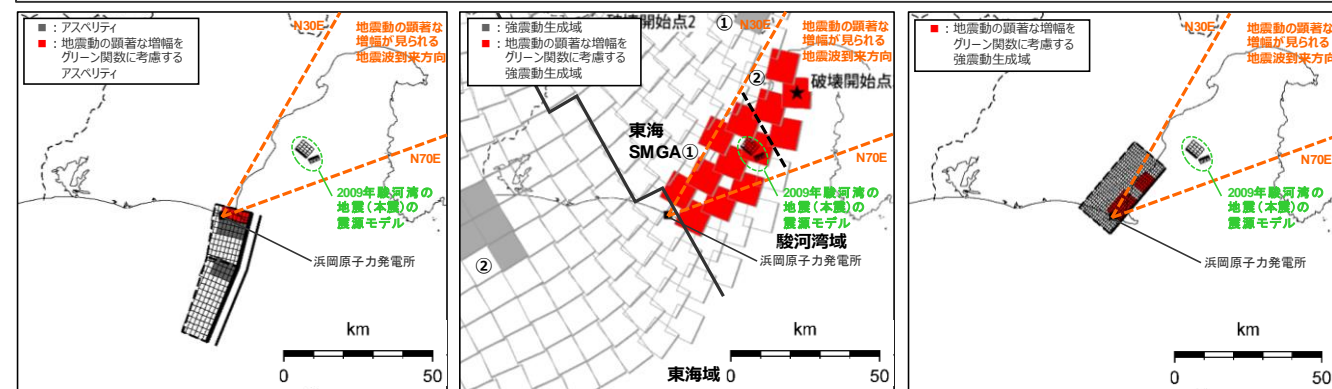 ■:アスペリティ
■:地震動の顕著な増幅を
グリーン関数に考慮する
アスペリティ
N30E
地震動の顕著な
増幅が見られる
地震波到来方向
N70E
2009年駿河湾の
地震(本震)の
震源モデル
浜岡原子力発電所
km
0
50
■:強震動生成域
■:地震動の顕著な増幅を
グリーン関数に考慮する
強震動生成域
破壊開始点2
①
N30E
地震動の顕著な
増幅が見られる
地震波到来方向
②
破壊開始点
東海
SMGA①
N70E
2009年駿河湾の
地震(本震)の
震源モデル
駿河湾域
浜岡原子力発電所
②
km
東海域
0
50
■:地震動の顕著な増幅を
グリーン関数に考慮する
強震動生成域
N30E
地震動の顕著な
増幅が見られる
地震波到来方向
N70E
2009年駿河湾の
地震(本震)の
震源モデル
浜岡原子力発電所
km
0
50